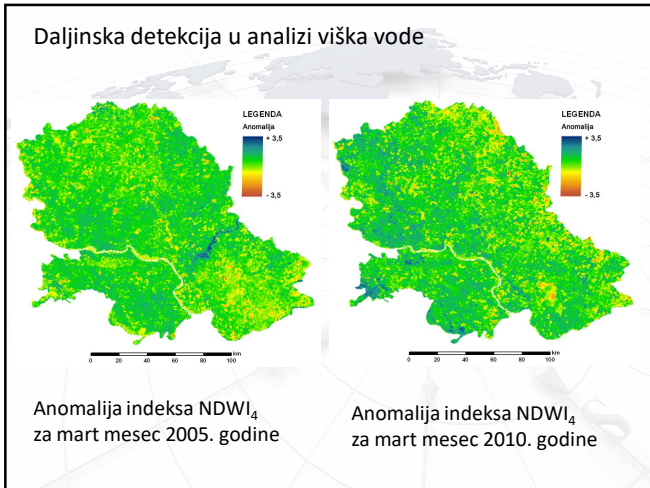 Daljinska detekcija u analizi viška vode
LEGENDA
Anomalija
+ 3,5
- 3,5
km
0 20 40 60 80 100
LEGENDA
Anomalija
+ 3,5
- 3,5
km
0 20 40 60 80 100
Anomalija indeksa NDWI₄
za mart mesec 2005. godine
Anomalija indeksa NDWI₄
za mart mesec 2010. godine